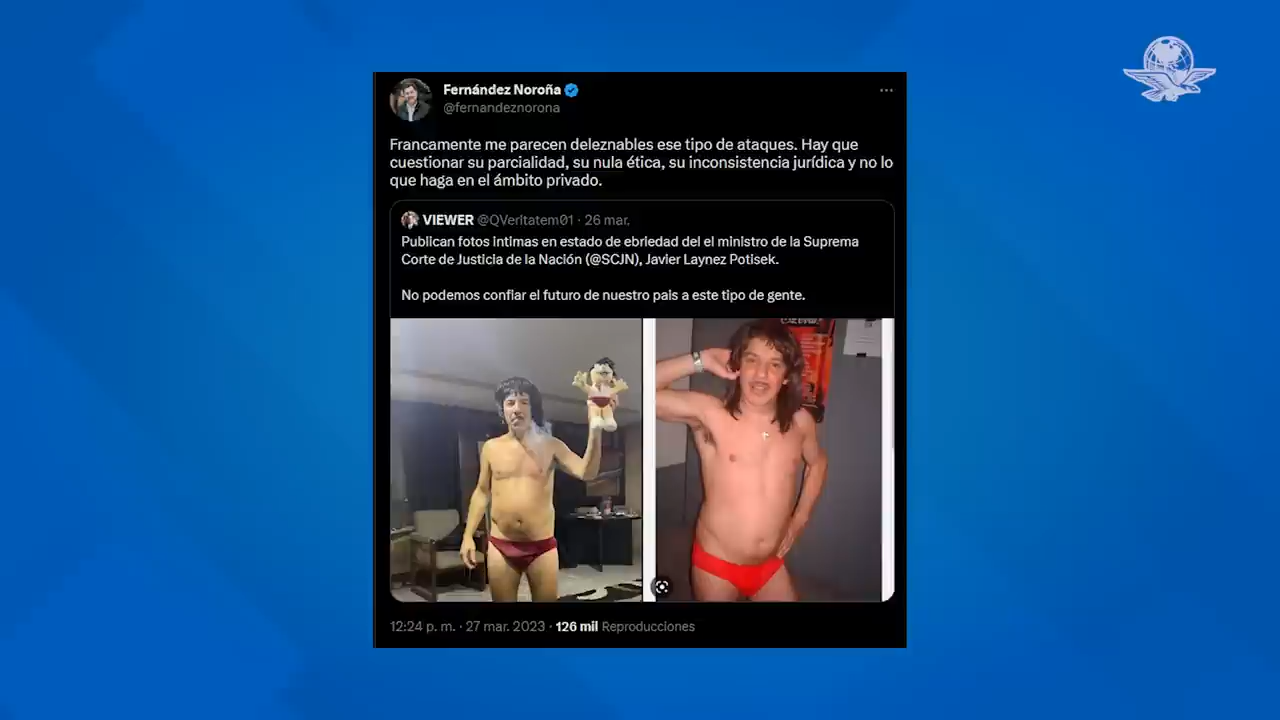 Fernández Noroña
@fernandeznorona
Francamente me parecen deleznables ese tipo de ataques. Hay que
cuestionar su parcialidad, su nula ética, su inconsistencia jurídica y no lo
que haga en el ámbito privado.
VIEWER @QVerItatem01 · 26 mar.
Publican fotos intimas en estado de ebriedad del el ministro de la Suprema
Corte de Justicia de la Nación (@SCJN), Javier Laynez Potisek.
No podemos confiar el futuro de nuestro pais a este tipo de gente.
12:24 p. m. · 27 mar. 2023 · 126 mil Reproducciones